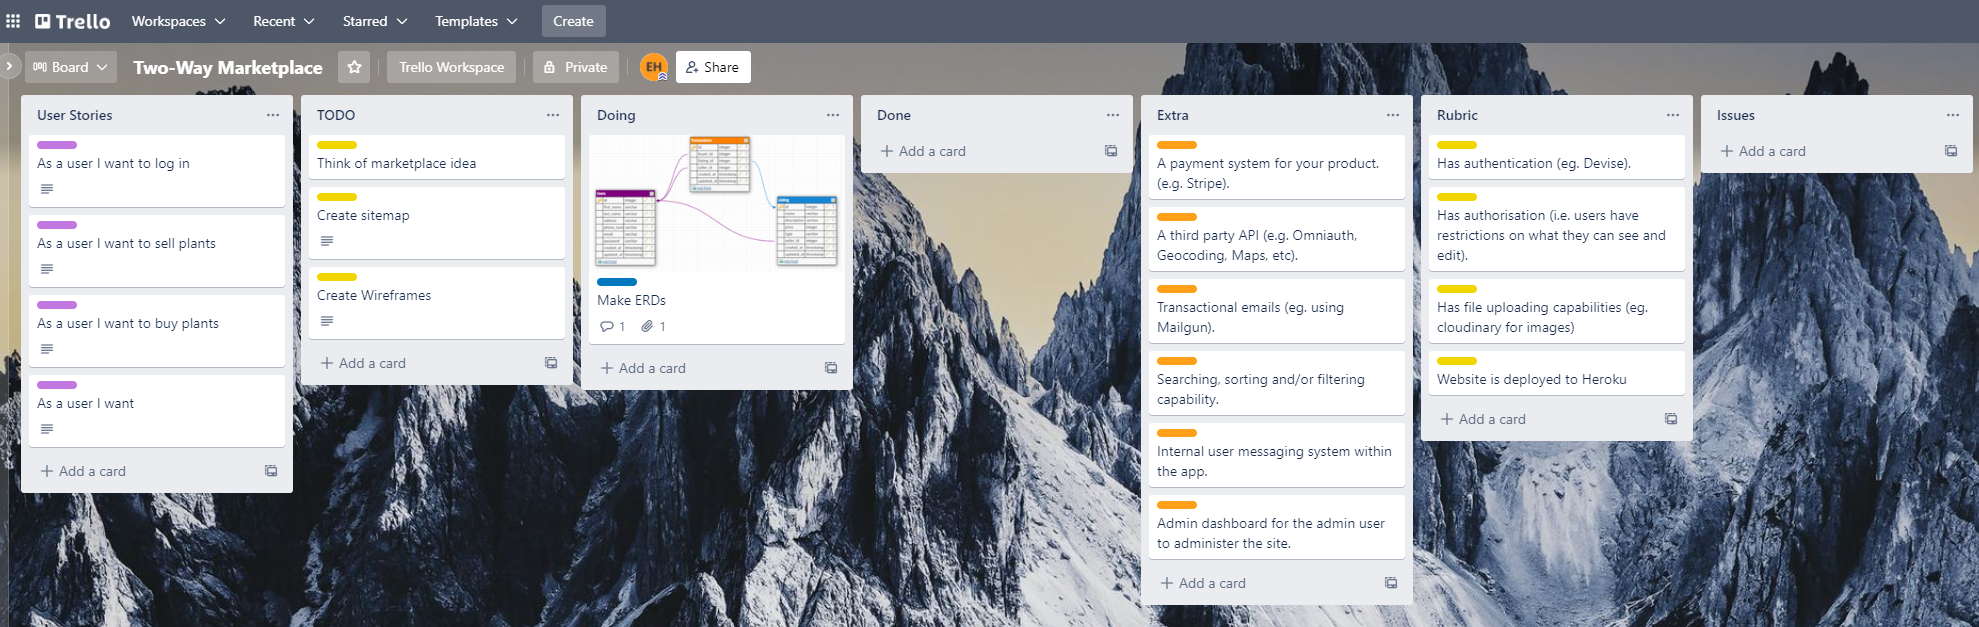 Trello
Workspaces
Recent
Starred
Templates
Create
Board
Two-Way Marketplace
Trello Workspace
Private
EH
Share
User Stories
As a user I want to log in
As a user I want to sell plants
As a user I want to buy plants
As a user I want
+ Add a card
TODO
Think of marketplace idea
Create sitemap
Create Wireframes
+ Add a card
Doing
Make ERDs
1
1
+ Add a card
Done
+ Add a card
Extra
A payment system for your product.
(e.g. Stripe).
A third party API (e.g. Omniauth,
Geocoding, Maps, etc).
Transactional emails (eg. using
Mailgun).
Searching, sorting and/or filtering
capability.
Internal user messaging system within
the app.
Admin dashboard for the admin user
to administer the site.
+ Add a card
Rubric
Has authentication (eg. Devise).
Has authorisation (i.e. users have
restrictions on what they can see and
edit).
Has file uploading capabilities (eg.
cloudinary for images)
Website is deployed to Heroku
+ Add a card
Issues
+ Add a card